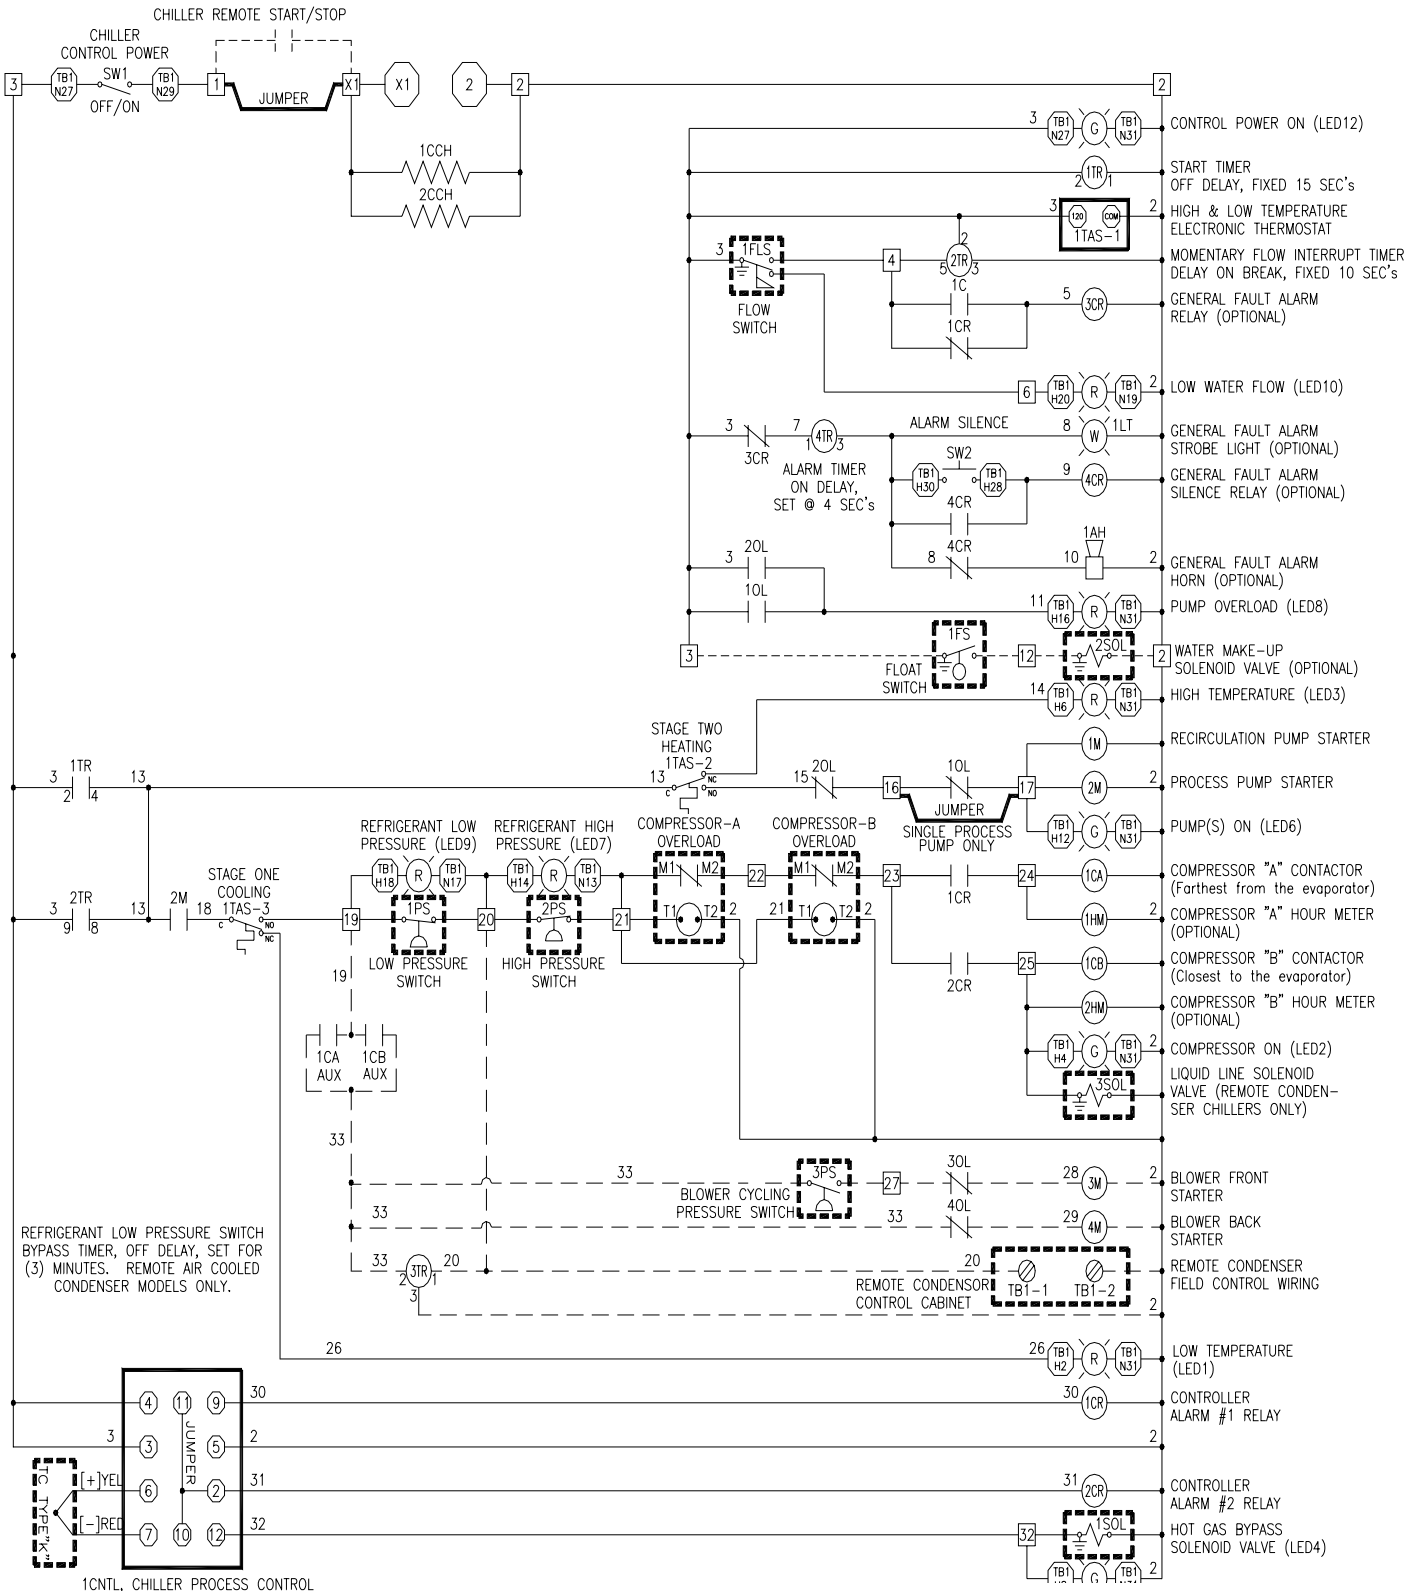 CHILLER REMOTE START/STOP
CHILLER
CONTROL POWER
3
TB1
N27
SW1
OFF/ON
TB1
N29
1
JUMPER
X1
X1
2
2
2
1CCH
2CCH
3
TB1
N27
G
TB1
N31
CONTROL POWER ON (LED12)
2
1TR
1
START TIMER
OFF DELAY, FIXED 15 SEC's
3
120
COM
1TAS-1
2
HIGH & LOW TEMPERATURE
ELECTRONIC THERMOSTAT
3
1FLS
FLOW
SWITCH
4
2
5
2TR
3
MOMENTARY FLOW INTERRUPT TIMER
DELAY ON BREAK, FIXED 10 SEC's
1C
1CR
5
3CR
GENERAL FAULT ALARM
RELAY (OPTIONAL)
6
TB1
H20
R
TB1
N19
2
LOW WATER FLOW (LED10)
3
3CR
7
1
4TR
3
ALARM TIMER
ON DELAY,
SET @ 4 SEC's
ALARM SILENCE
8
W
1LT
GENERAL FAULT ALARM
STROBE LIGHT (OPTIONAL)
TB1
H30
SW2
TB1
H28
9
4CR
GENERAL FAULT ALARM
SILENCE RELAY (OPTIONAL)
4CR
8
4CR
10
1AH
2
GENERAL FAULT ALARM
HORN (OPTIONAL)
3
2OL
1OL
11
TB1
H16
R
TB1
N31
PUMP OVERLOAD (LED8)
3
1FS
FLOAT
SWITCH
12
2SOL
2
WATER MAKE-UP
SOLENOID VALVE (OPTIONAL)
14
TB1
H6
R
TB1
N31
HIGH TEMPERATURE (LED3)
STAGE TWO
HEATING
1TAS-2
1M
RECIRCULATION PUMP STARTER
3
1TR
2
4
13
13
C
NC
NO
15
2OL
16
1OL
17
JUMPER
SINGLE PROCESS
PUMP ONLY
2M
2
PROCESS PUMP STARTER
TB1
H12
G
TB1
N31
PUMP(S) ON (LED6)
REFRIGERANT LOW
PRESSURE (LED9)
REFRIGERANT HIGH
PRESSURE (LED7)
COMPRESSOR-A
OVERLOAD
COMPRESSOR-B
OVERLOAD
TB1
H18
R
TB1
N17
TB1
H14
R
TB1
N13
M1
M2
22
M1
M2
23
1CR
24
1CA
COMPRESSOR "A" CONTACTOR
(Farthest from the evaporator)
3
2TR
9
8
13
2M
18
STAGE ONE
COOLING
1TAS-3
C
NO
NC
19
1PS
LOW PRESSURE
SWITCH
20
2PS
HIGH PRESSURE
SWITCH
21
T1
T2
2
21
T1
T2
2
1HM
COMPRESSOR "A" HOUR METER
(OPTIONAL)
2CR
25
1CB
COMPRESSOR "B" CONTACTOR
(Closest to the evaporator)
19
2HM
COMPRESSOR "B" HOUR METER
(OPTIONAL)
1CA
AUX
1CB
AUX
TB1
H4
G
TB1
N31
2
COMPRESSOR ON (LED2)
3SOL
LIQUID LINE SOLENOID
VALVE (REMOTE CONDEN-
SER CHILLERS ONLY)
33
33
BLOWER CYCLING
PRESSURE SWITCH
3PS
27
3OL
28
3M
2
BLOWER FRONT
STARTER
33
33
4OL
29
4M
BLOWER BACK
STARTER
REFRIGERANT LOW PRESSURE SWITCH
BYPASS TIMER, OFF DELAY, SET FOR
(3) MINUTES. REMOTE AIR COOLED
CONDENSER MODELS ONLY.
33
2
3TR
1
3
20
20
REMOTE CONDENSOR
CONTROL CABINET
TB1-1
TB1-2
REMOTE CONDENSER
FIELD CONTROL WIRING
2
26
26
TB1
H2
R
TB1
N31
LOW TEMPERATURE
(LED1)
4
11
9
30
30
1CR
CONTROLLER
ALARM #1 RELAY
3
3
JUMPER
5
2
2
TC TYPE"K"
[+]YEL
6
2
31
31
2CR
CONTROLLER
ALARM #2 RELAY
[-]RED
7
10
12
32
32
1SOL
HOT GAS BYPASS
SOLENOID VALVE (LED4)
TB1
G
TB1
2
1CNTL, CHILLER PROCESS CONTROL